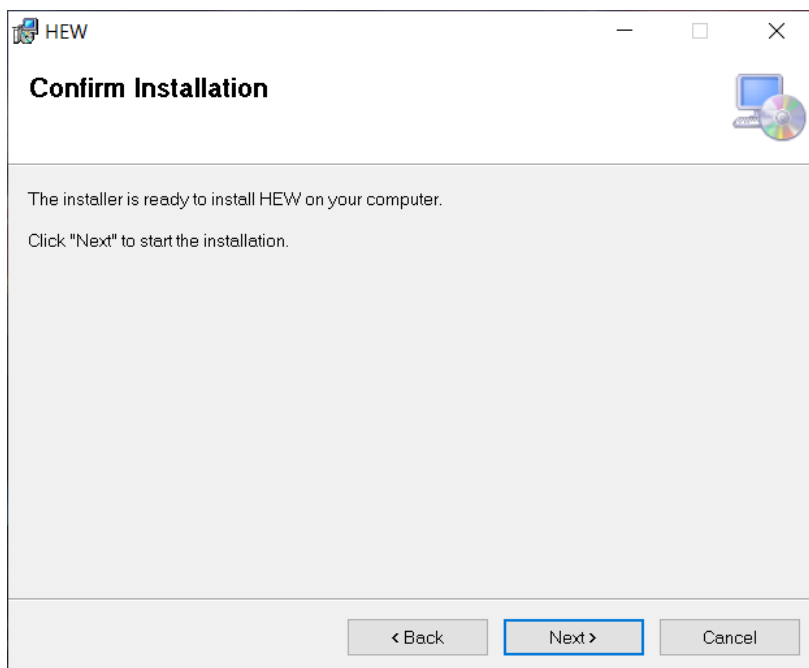 HEW
Confirm Installation
The installer is ready to install HEW on your computer.
Click "Next" to start the installation.
< Back
Next >
Cancel